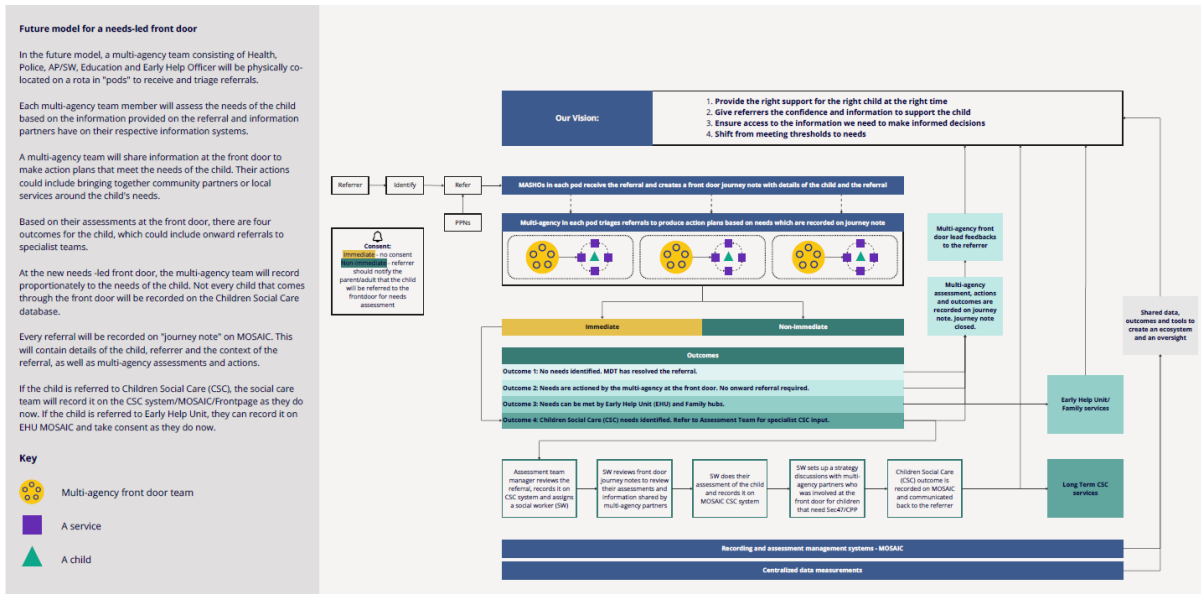 Future model for a needs-led front door
In the future model, a multi-agency team consisting of Health,
Police, AP/SW, Education and Early Help Officer will be physically co-
located on a rota in "pods" to receive and triage referrals.
Each multi-agency team member will assess the needs of the child
based on the information provided on the referral and information
partners have on their respective information systems.
A multi-agency team will share information at the front door to
make action plans that meet the needs of the child. Their actions
could include bringing together community partners or local
services around the child's needs.
Based on their assessments at the front door, there are four
outcomes for the child, which could include onward referrals to
specialist teams.
At the new needs -led front door, the multi-agency team will record
proportionately to the needs of the child. Not every child that comes
through the front door will be recorded on the Children Social Care
database.
Every referral will be recorded on "journey note" on MOSAIC. This
will contain details of the child, referrer and the context of the
referral, as well as multi-agency assessments and actions.
If the child is referred to Children Social Care (CSC), the social care
team will record it on the CSC system/MOSAIC/Frontpage as they do
now. If the child is referred to Early Help Unit, they can record it on
EHU MOSAIC and take consent as they do now.
Key
Multi-agency front door team
A service
A child
Our Vision:
1. Provide the right support for the right child at the right time
2. Give referrers the confidence and information to support the child
3. Ensure access to the information we need to make informed decisions
4. Shift from meeting thresholds to needs
Referrer
Identify
Refer
PPNs
MASHOs in each pod receive the referral and creates a front door journey note with details of the child and the referral
Multi-agency in each pod triages referrals to produce action plans based on needs which are recorded on journey note
Consent:
Immediate - no consent
Non-immediate - referrer
should notify the
parent/adult that the child
will be referred to the
frontdoor for needs
assessment
Immediate
Non-immediate
Outcomes
Outcome 1: No needs identified. MDT has resolved the referral.
Outcome 2: Needs are actioned by the multi-agency at the front door. No onward referral required.
Outcome 3: Needs can be met by Early Help Unit (EHU) and Family hubs.
Outcome 4: Children Social Care (CSC) needs identified. Refer to Assessment Team for specialist CSC input.
Multi-agency front
door lead feedbacks
to the referrer
Multi-agency
assessment, actions
and outcomes are
recorded on journey
note. Journey note
closed.
Shared data,
outcomes and tools to
create an ecosystem
and an oversight
Early Help Unit/
Family services
Assessment team
manager reviews the
referral, records it on
CSC system and assigns
a social worker (SW)
SW reviews front door
journey notes to review
their assessments and
information shared by
multi-agency partners
SW does their
assessment of the child
and records it on
MOSAIC CSC system
SW sets up a strategy
discussions with multi-
agency partners who
was involved at the
front door for children
that need Sec47/CPP
Children Social Care
(CSC) outcome is
recorded on MOSAIC
and communicated
back to the referrer
Long Term CSC
services
Recording and assessment management systems - MOSAIC
Centralized data measurements